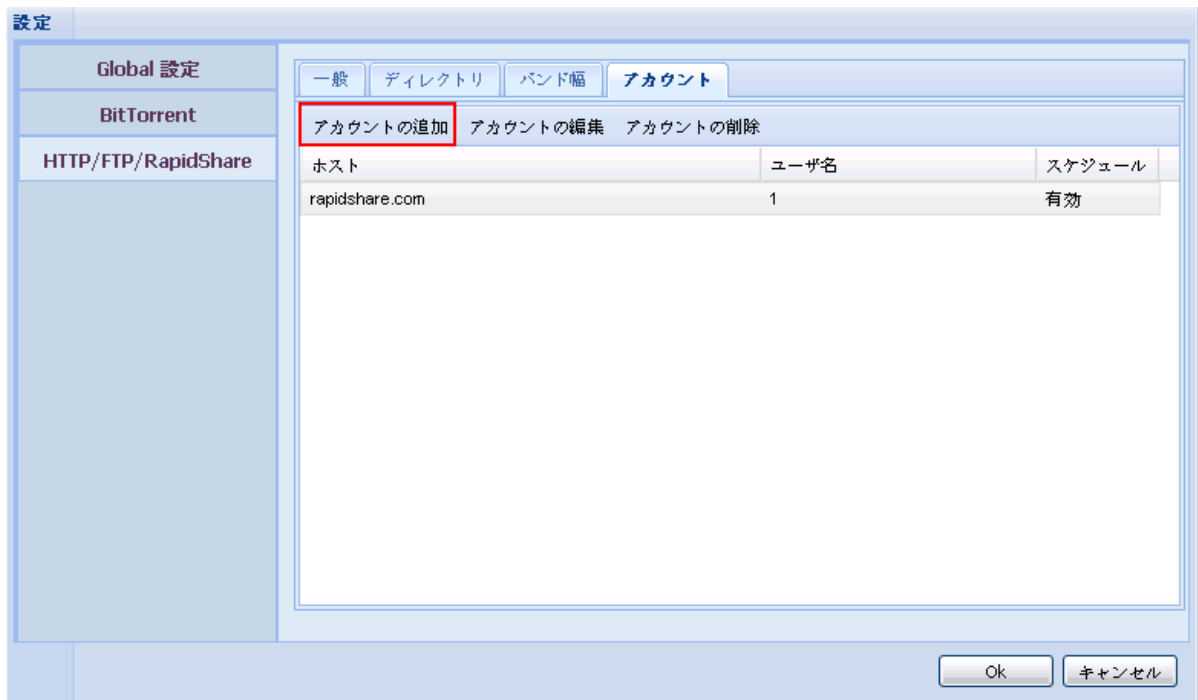 設定
Global 設定
BitTorrent
HTTP/FTP/RapidShare
一般 ディレクトリ バンド幅 アカウント
アカウントの追加 アカウントの編集 アカウントの削除
ホスト ユーザ名 スケジュール
rapidshare.com 1 有効
Ok キャンセル